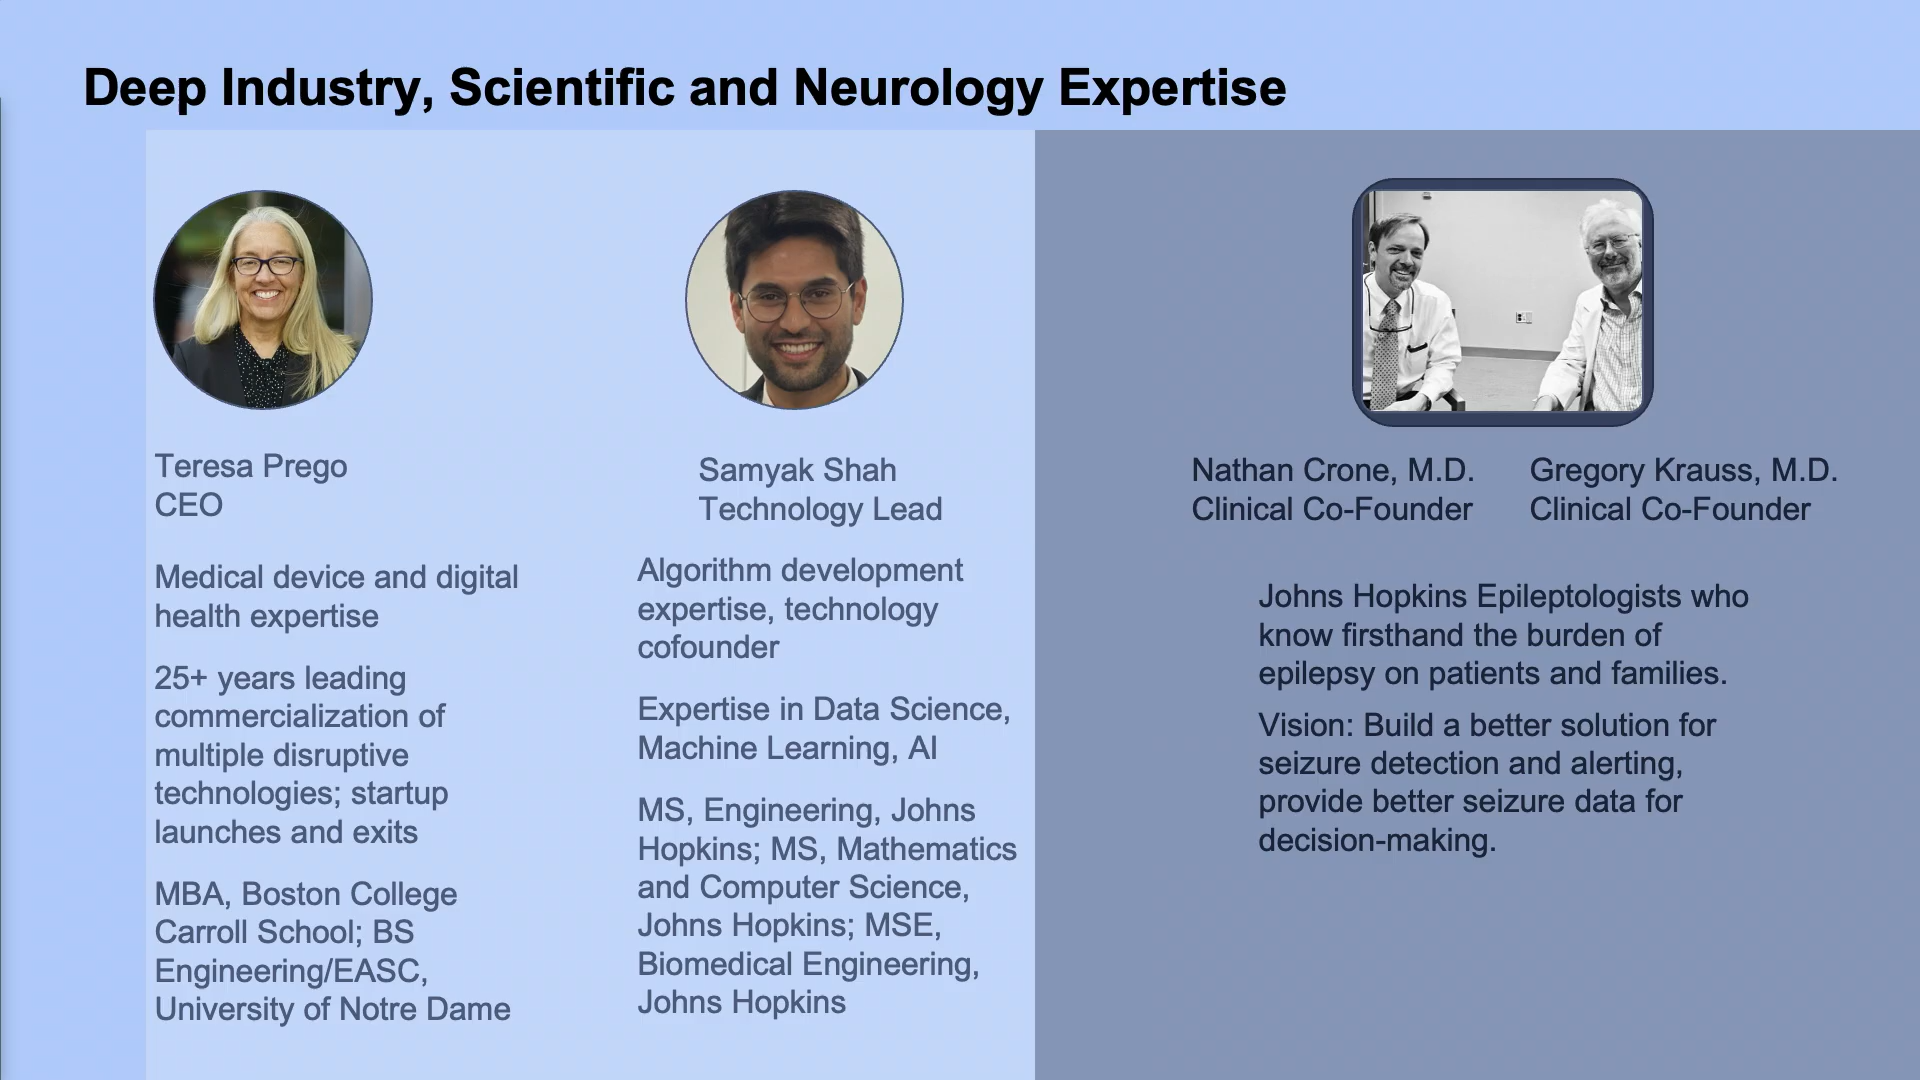 Deep Industry, Scientific and Neurology Expertise
Teresa Prego
CEO
Medical device and digital
health expertise
25+ years leading
commercialization of
multiple disruptive
technologies; startup
launches and exits
MBA, Boston College
Carroll School; BS
Engineering/EASC,
University of Notre Dame
Samyak Shah
Technology Lead
Algorithm development
expertise, technology
cofounder
Expertise in Data Science,
Machine Learning, AI
MS, Engineering, Johns
Hopkins; MS, Mathematics
and Computer Science,
Johns Hopkins; MSE,
Biomedical Engineering,
Johns Hopkins
Nathan Crone, M.D.
Clinical Co-Founder
Gregory Krauss, M.D.
Clinical Co-Founder
Johns Hopkins Epileptologists who
know firsthand the burden of
epilepsy on patients and families.
Vision: Build a better solution for
seizure detection and alerting,
provide better seizure data for
decision-making.